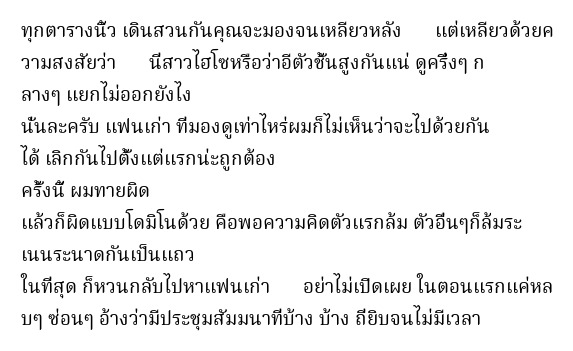 ทุกตารางนิ้ว เดินสวนกันคุณจะมองจนเหลียวหลัง แต่เหลียวด้วยค
วามสงสัยว่า นี่สาวไฮโซหรือว่าอีตัวชั้นสูงกันแน่ ดูครึ่งๆ ก
ลางๆ แยกไม่ออกยังไง
นั่นละครับ แฟนเก่า ที่มองดูเท่าไหร่ผมก็ไม่เห็นว่าจะไปด้วยกัน
ได้ เลิกกันไปตั้งแต่แรกน่ะถูกต้อง
ครั้งนี้ ผมทายผิด
แล้วก็ผิดแบบโดมิโนด้วย คือพอความคิดตัวแรกล้ม ตัวอื่นๆก็ล้มระ
เนนระนาดกันเป็นแถว
ในที่สุด ก็หวนกลับไปหาแฟนเก่า อย่าไม่เปิดเผย ในตอนแรกแค่หล
บๆ ซ่อนๆ อ้างว่ามีประชุมสัมมนาที่บ้าง บ้าง ถี่ยิบจนไม่มีเวลา